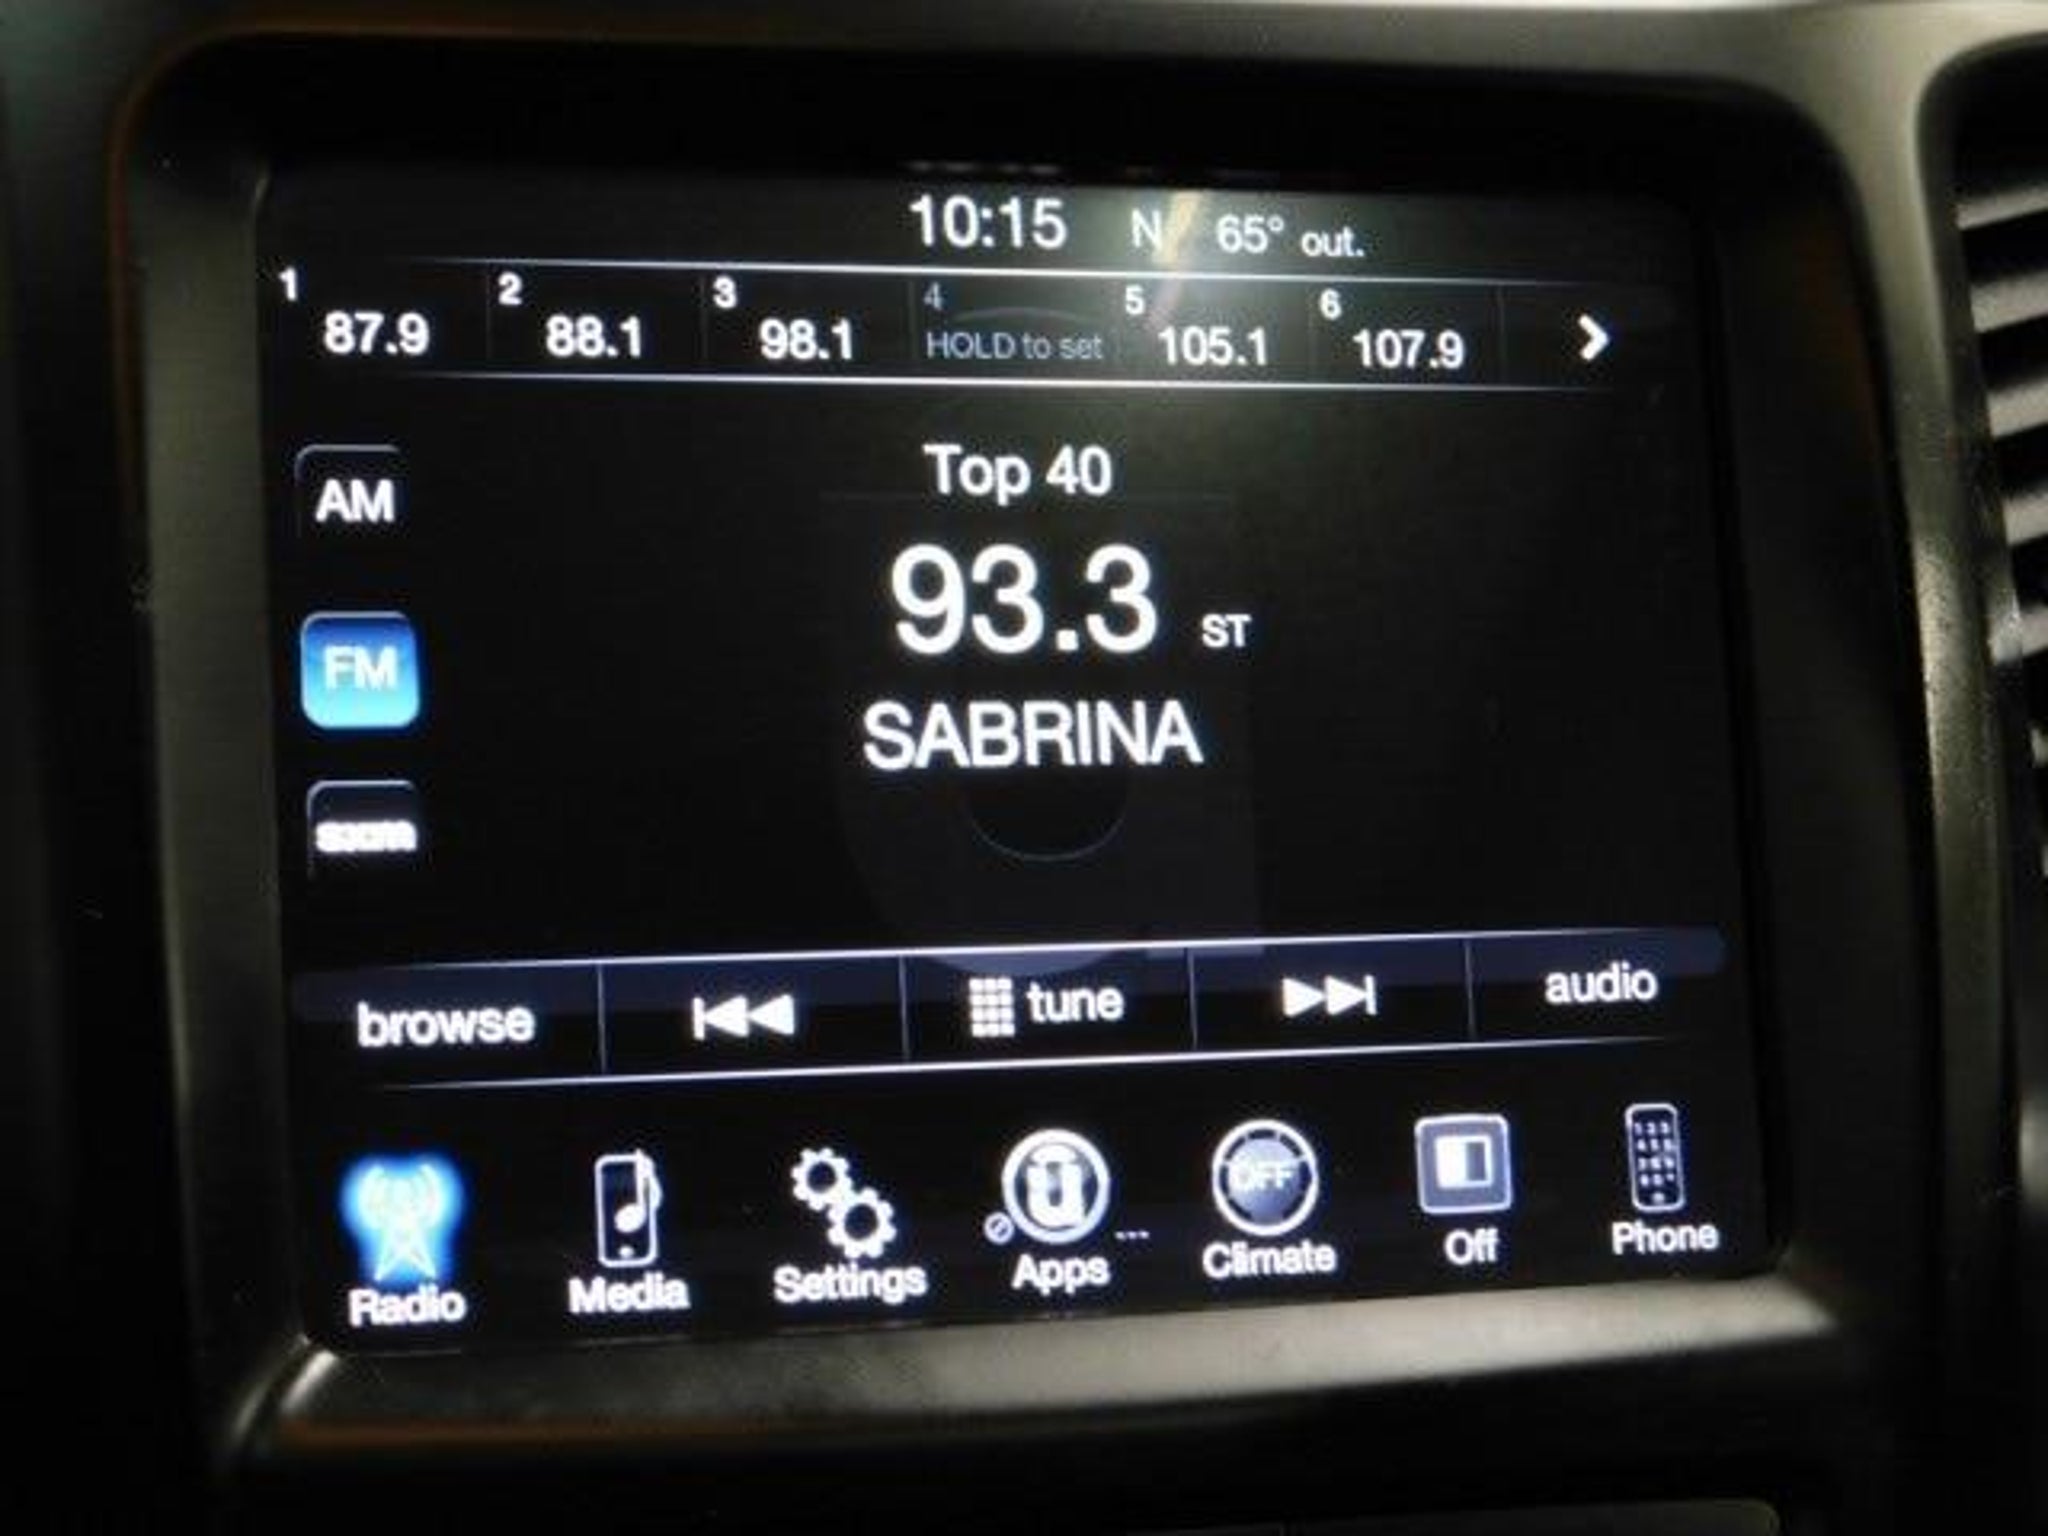 10:15 N 65° out.
1 87.9 2 88.1 3 98.1 4 HOLD to set 5 105.1 6 107.9
Top 40
AM
93.3 ST
FM
SABRINA
sxm
browse tune audio
OFF
Radio Media Settings Apps Climate Off Phone